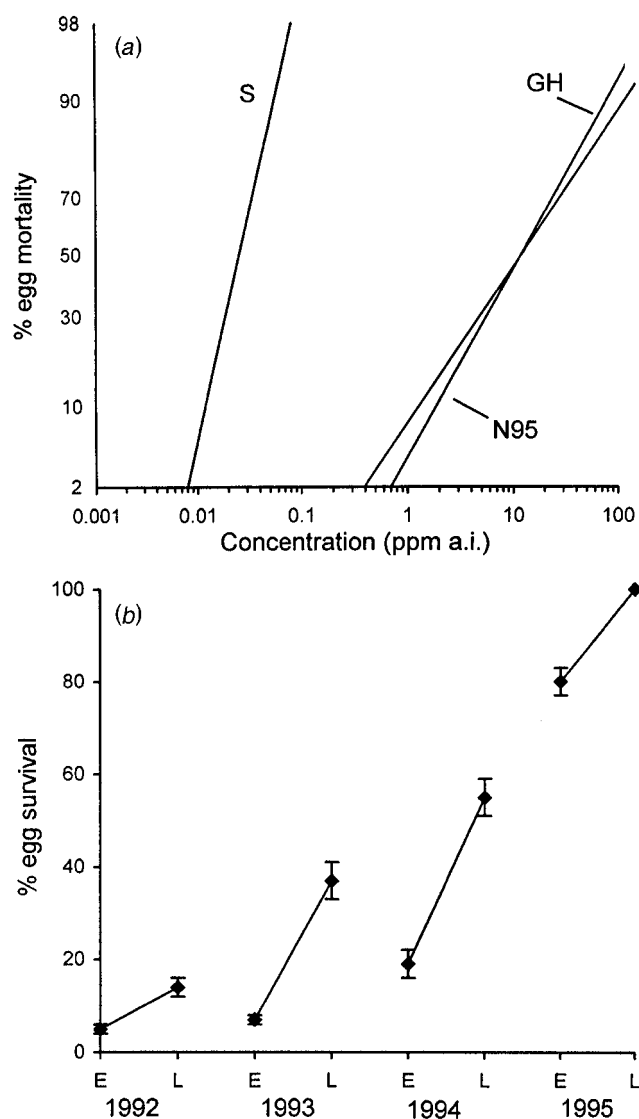 (a)
98
90
70
50
30
10
2
% egg mortality
S
GH
N95
0.001 0.01 0.1 1 10 100
Concentration (ppm a.i.)
(b)
100
80
60
40
20
0
% egg survival
E L E L E L E L
1992 1993 1994 1995